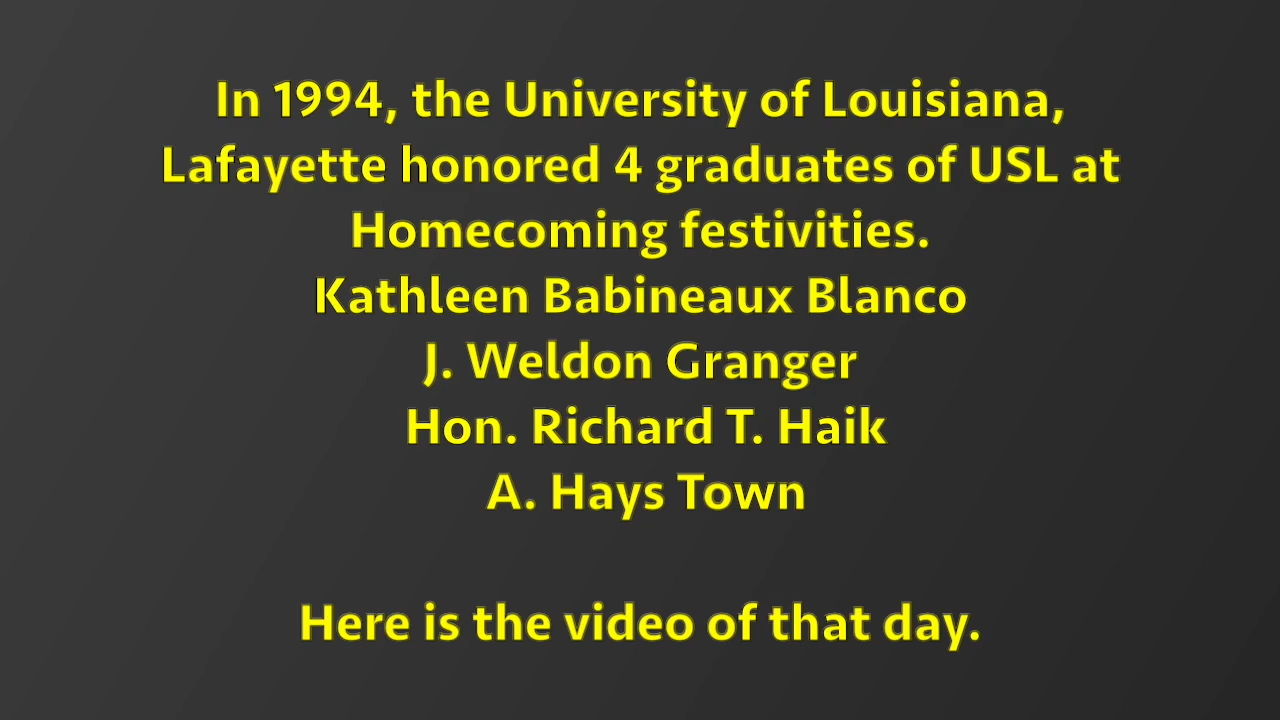 In 1994, the University of Louisiana,
Lafayette honored 4 graduates of USL at
Homecoming festivities.
Kathleen Babineaux Blanco
J. Weldon Granger
Hon. Richard T. Haik
A. Hays Town
Here is the video of that day.